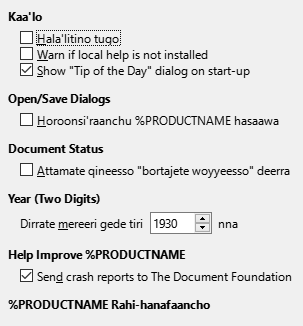 Kaa'lo
Hala'litino tuqo
Warn if local help is not installed
Show "Tip of the Day" dialog on start-up
Open/Save Dialogs
Horoonsi'raanchu %PRODUCTNAME hasaawa
Document Status
Attamate qineesso "bortajete woyyeesso" deerra
Year (Two Digits)
Dirrate mereeri gede tiri 1930 nna
Help Improve %PRODUCTNAME
Send crash reports to The Document Foundation
%PRODUCTNAME Rahi-hanafaancho